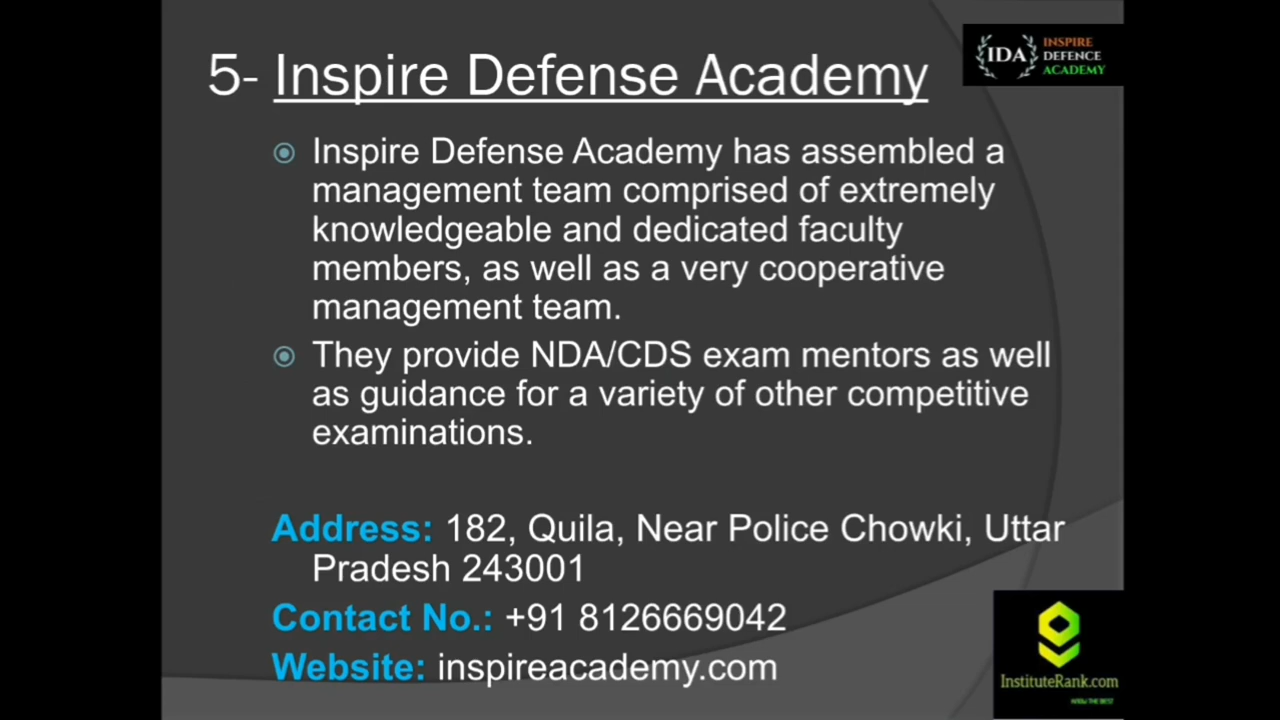 5- Inspire Defense Academy
IDA
INSPIRE
DEFENCE
ACADEMY
Inspire Defense Academy has assembled a
management team comprised of extremely
knowledgeable and dedicated faculty
members, as well as a very cooperative
management team.
They provide NDA/CDS exam mentors as well
as guidance for a variety of other competitive
examinations.
Address: 182, Quila, Near Police Chowki, Uttar
Pradesh 243001
Contact No.: +91 8126669042
Website: inspireacademy.com
InstituteRank.com
KNOW THE BEST